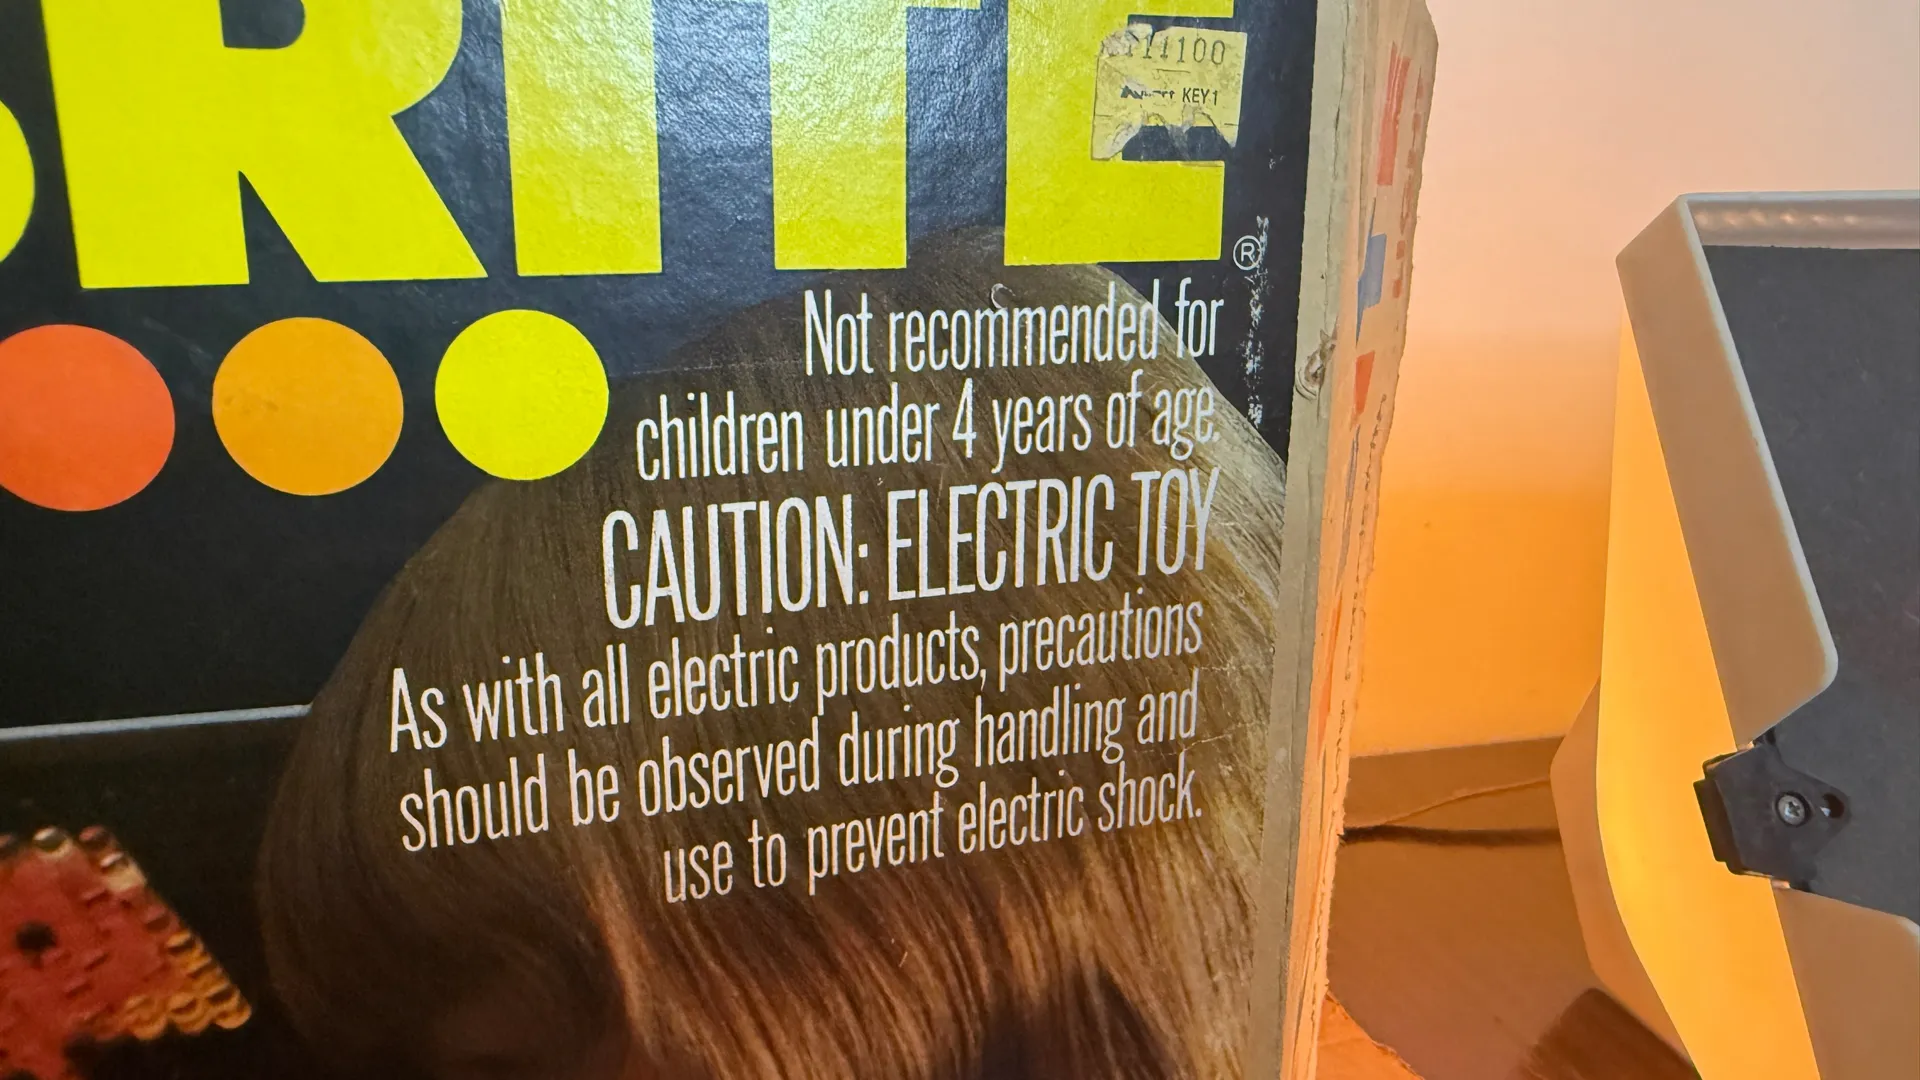 RITE
111100
KEY1
®
Not recommended for
children under 4 years of age.
CAUTION: ELECTRIC TOY
As with all electric products, precautions
should be observed during handling and
use to prevent electric shock.